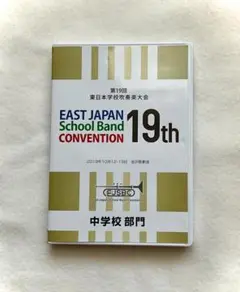 第19回
東日本学校吹奏楽大会
EAST JAPAN
School Band
CONVENTION
19th
EJSBC
中学校 部門